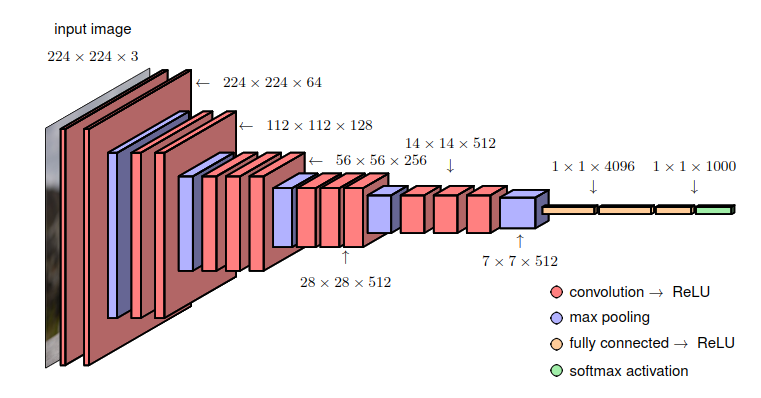 input image
224 × 224 × 3
← 224 × 224 × 64
← 112 × 112 × 128
14 × 14 × 512
↓
← 56 × 56 × 256
1 × 1 × 4096
↓
1 × 1 × 1000
↓
↑
7 × 7 × 512
↑
28 × 28 × 512
convolution → ReLU
max pooling
fully connected → ReLU
softmax activation